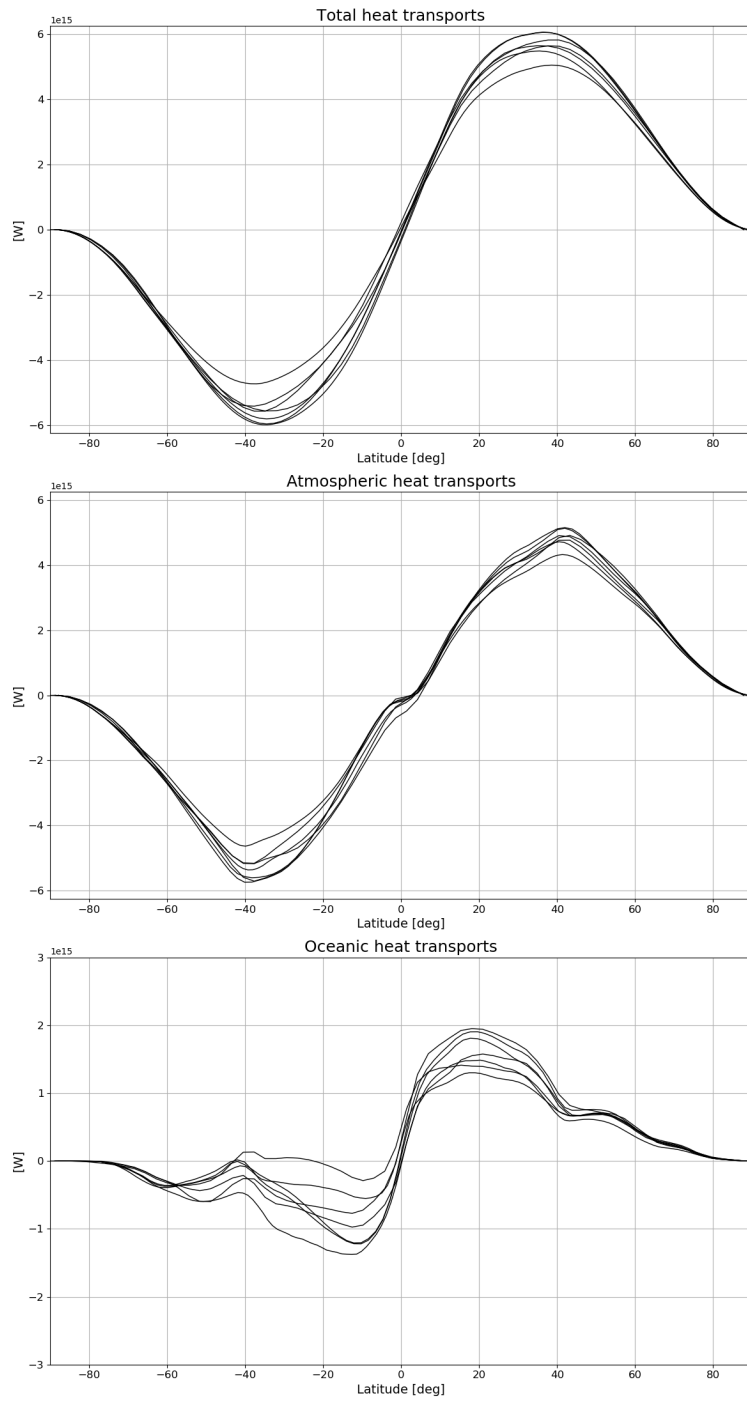 Total heat transports
1e15
6
4
2
0
−2
−4
−6
[W]
−80 −60 −40 −20 0 20 40 60 80
Latitude [deg]
Atmospheric heat transports
1e15
6
4
2
0
−2
−4
−6
[W]
−80 −60 −40 −20 0 20 40 60 80
Latitude [deg]
Oceanic heat transports
1e15
3
2
1
0
−1
−2
−3
[W]
−80 −60 −40 −20 0 20 40 60 80
Latitude [deg]